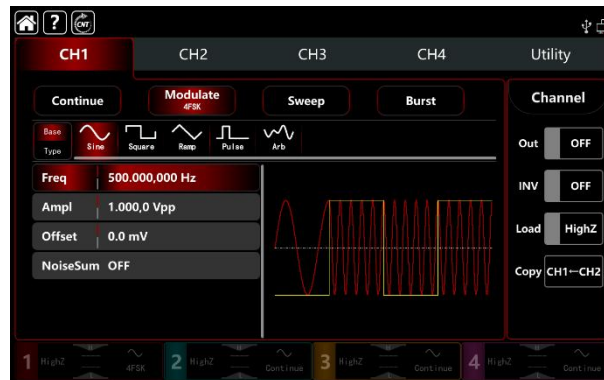 ? CNT
CH1 CH2 CH3 CH4 Utility
Continue Modulate Sweep Burst Channel
4FSK
Base
Type Sine Square Ramp Pulse Arb
Out OFF
Freq 500.000,000 Hz
INV OFF
Ampl 1.000,0 Vpp
Offset 0.0 mV
Load HighZ
NoiseSum OFF
Copy CH1←CH2
1 HighZ 4FSK 2 HighZ Continue 3 HighZ Continue 4 HighZ Continue